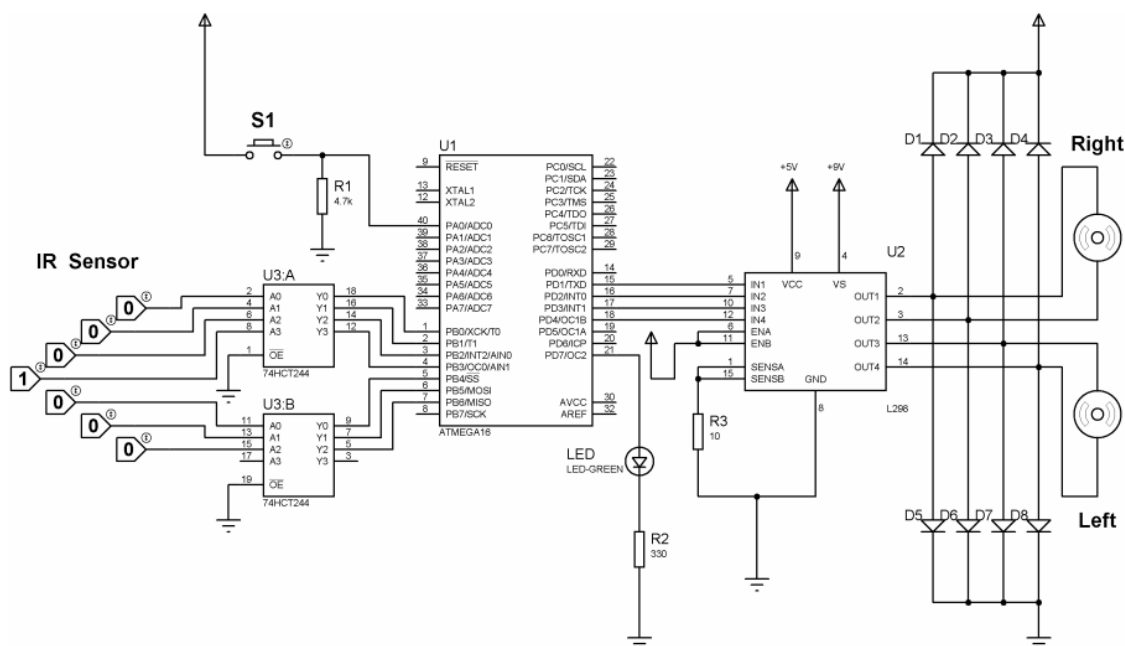 S1
R1
4.7k
IR Sensor
0
0
0
1
0
0
0
U3:A
2 A0 Y0 18
4 A1 Y1 16
6 A2 Y2 14
8 A3 Y3 12
1 OE
74HCT244
U3:B
11 A0 Y0 9
13 A1 Y1 7
15 A2 Y2 5
17 A3 Y3 3
19 OE
74HCT244
U1
9 RESET
13 XTAL1
12 XTAL2
40 PA0/ADC0
39 PA1/ADC1
38 PA2/ADC2
37 PA3/ADC3
36 PA4/ADC4
35 PA5/ADC5
34 PA6/ADC6
33 PA7/ADC7
1 PB0/XCK/T0
2 PB1/T1
3 PB2/INT2/AIN0
4 PB3/OC0/AIN1
5 PB4/SS
6 PB5/MOSI
7 PB6/MISO
8 PB7/SCK
PC0/SCL 22
PC1/SDA 23
PC2/TCK 24
PC3/TMS 25
PC4/TDO 26
PC5/TDI 27
PC6/TOSC1 28
PC7/TOSC2 29
PD0/RXD 14
PD1/TXD 15
PD2/INT0 16
PD3/INT1 17
PD4/OC1B 18
PD5/OC1A 19
PD6/ICP 20
PD7/OC2 21
AVCC 30
AREF 32
ATMEGA16
LED
LED-GREEN
R2
330
R3
10
+5V
+9V
9
4
U2
VCC
VS
5 IN1
7 IN2
10 IN3
12 IN4
6 ENA
11 ENB
1 SENSA
15 SENSB
GND
8
OUT1 2
OUT2 3
OUT3 13
OUT4 14
L298
D1 D2 D3 D4
Right
D5 D6 D7 D8
Left